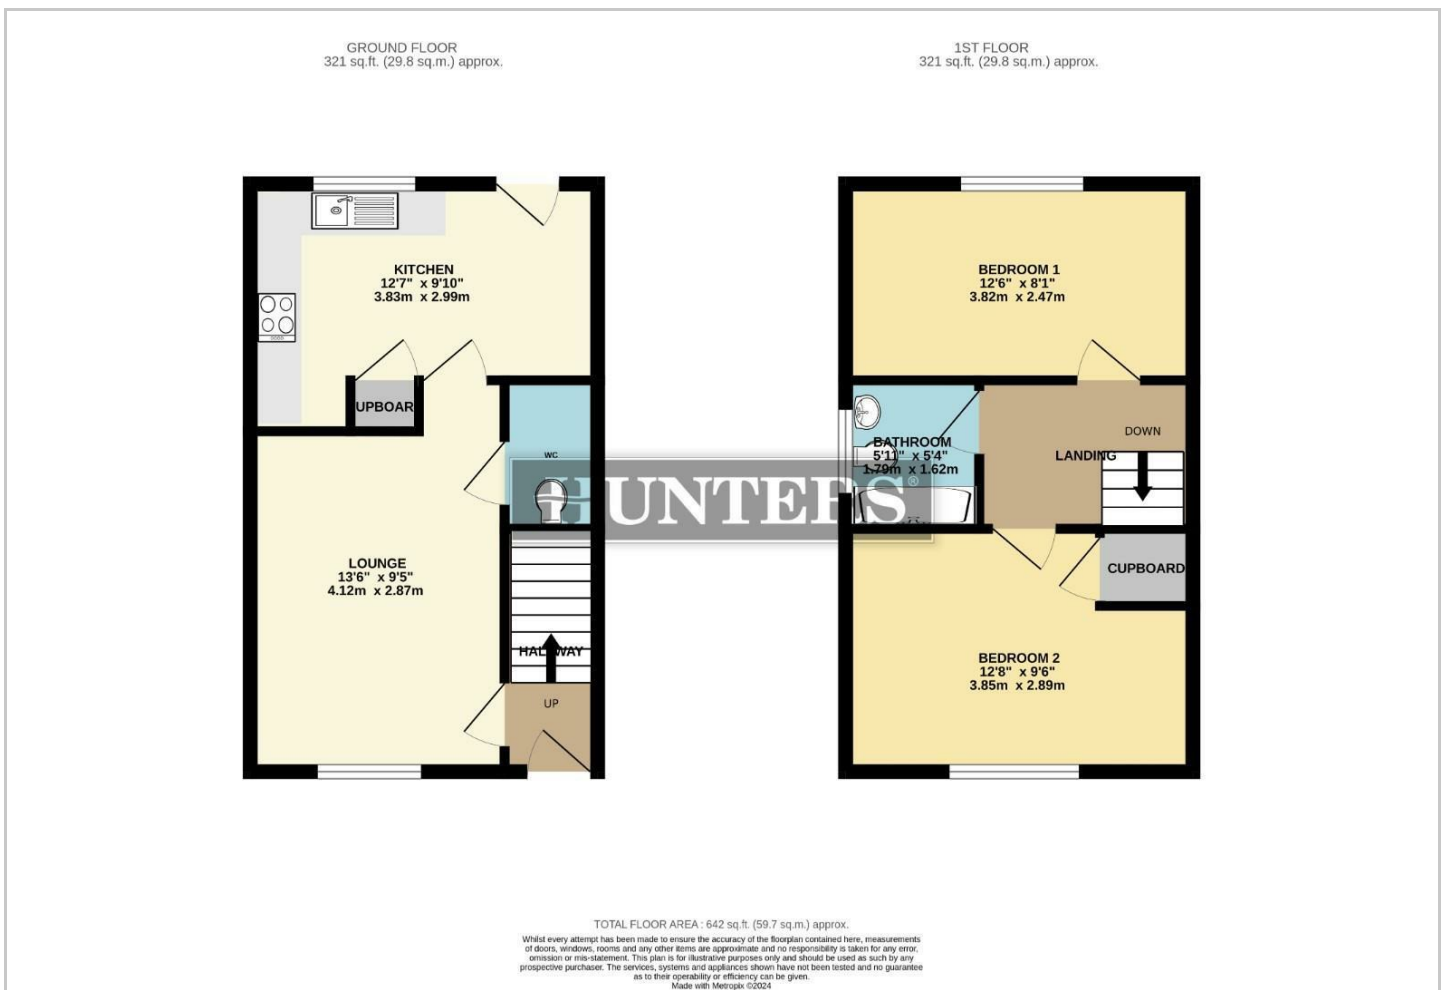 GROUND FLOOR
321 sq.ft. (29.8 sq.m.) approx.
1ST FLOOR
321 sq.ft. (29.8 sq.m.) approx.
KITCHEN
12'7" x 9'10"
3.83m x 2.99m
UPBOAR
WC
LOUNGE
13'6" x 9'5"
4.12m x 2.87m
HALLWAY
UP
BEDROOM 1
12'6" x 8'1"
3.82m x 2.47m
BATHROOM
5'11" x 5'4"
1.79m x 1.62m
DOWN
LANDING
CUPBOARD
BEDROOM 2
12'8" x 9'6"
3.85m x 2.89m
HUNTERS®
TOTAL FLOOR AREA : 642 sq.ft. (59.7 sq.m.) approx.
Whilst every attempt has been made to ensure the accuracy of the floorplan contained here, measurements
of doors, windows, rooms and any other items are approximate and no responsibility is taken for any error,
omission or mis-statement. This plan is for illustrative purposes only and should be used as such by any
prospective purchaser. The services, systems and appliances shown have not been tested and no guarantee
as to their operability or efficiency can be given.
Made with Metropix ©2024